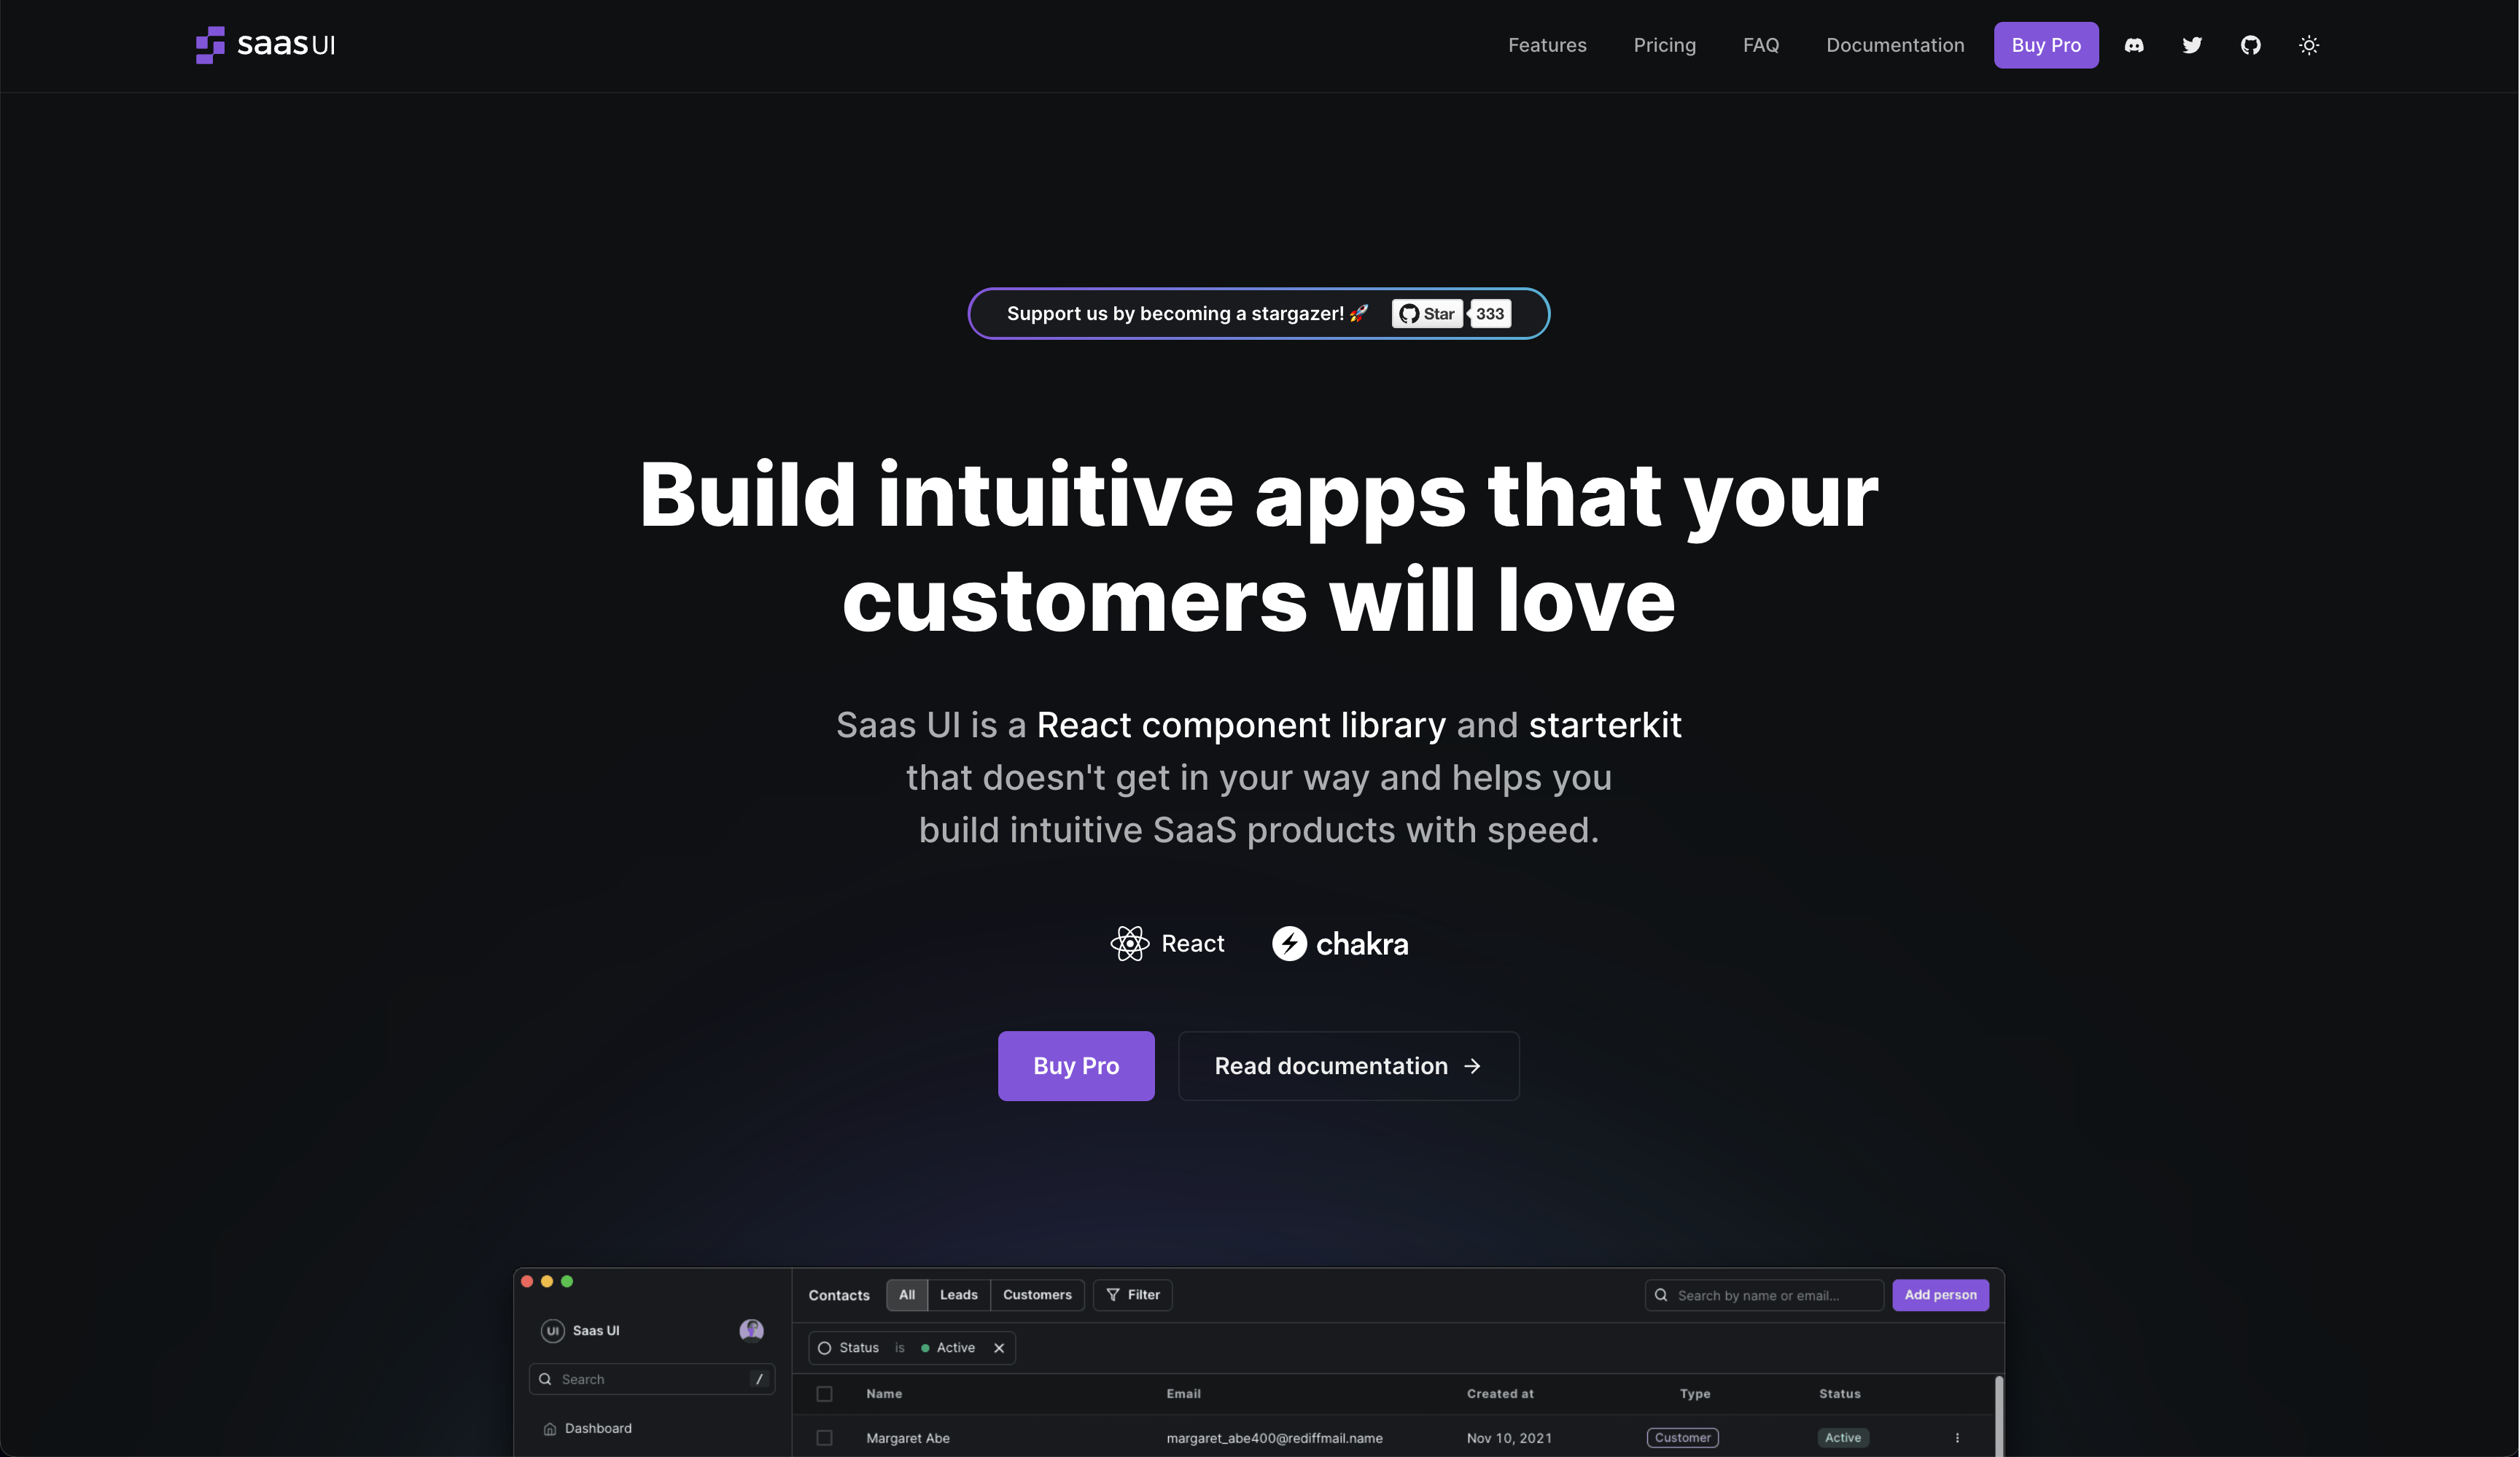 saas UI
Features Pricing FAQ Documentation Buy Pro
Support us by becoming a stargazer! 🚀 Star 333
Build intuitive apps that your
customers will love
Saas UI is a React component library and starterkit
that doesn't get in your way and helps you
build intuitive SaaS products with speed.
React chakra
Buy Pro Read documentation →
Contacts All Leads Customers Filter Search by name or email... Add person
UI Saas UI
Status is Active
Search /
Name Email Created at Type Status
Dashboard
Margaret Abe margaret_abe400@rediffmail.name Nov 10, 2021 Customer Active